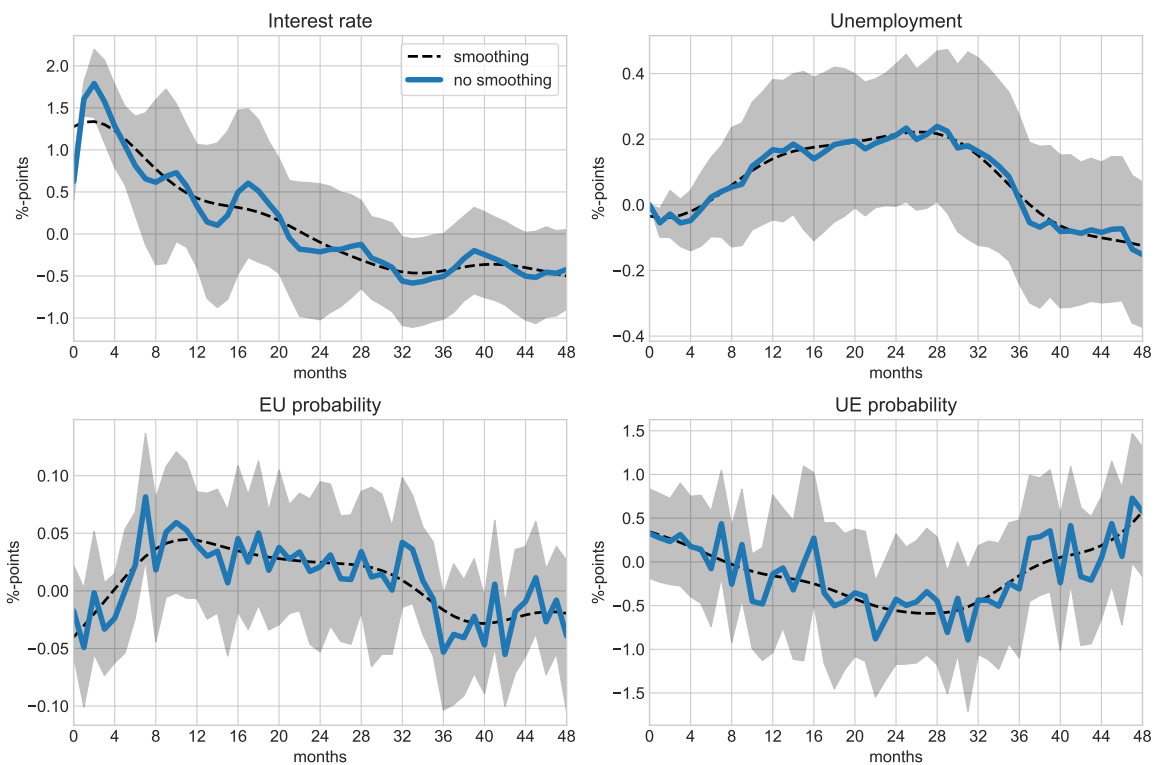 Interest rate
smoothing
no smoothing
%-points
2.0
1.5
1.0
0.5
0.0
−0.5
−1.0
0 4 8 12 16 20 24 28 32 36 40 44 48
months
Unemployment
%-points
0.4
0.2
0.0
−0.2
−0.4
0 4 8 12 16 20 24 28 32 36 40 44 48
months
EU probability
%-points
0.10
0.05
0.00
−0.05
−0.10
0 4 8 12 16 20 24 28 32 36 40 44 48
months
UE probability
%-points
1.5
1.0
0.5
0.0
−0.5
−1.0
−1.5
0 4 8 12 16 20 24 28 32 36 40 44 48
months